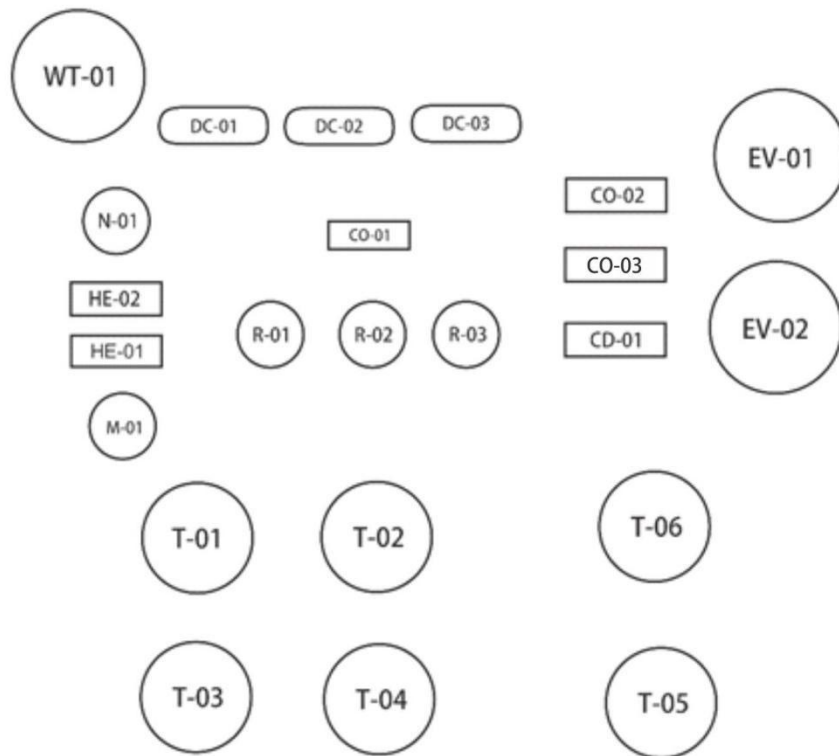 WT-01
DC-01
DC-02
DC-03
EV-01
CO-02
N-01
CO-01
CO-03
HE-02
R-01
R-02
R-03
CD-01
EV-02
HE-01
M-01
T-01
T-02
T-06
T-03
T-04
T-05